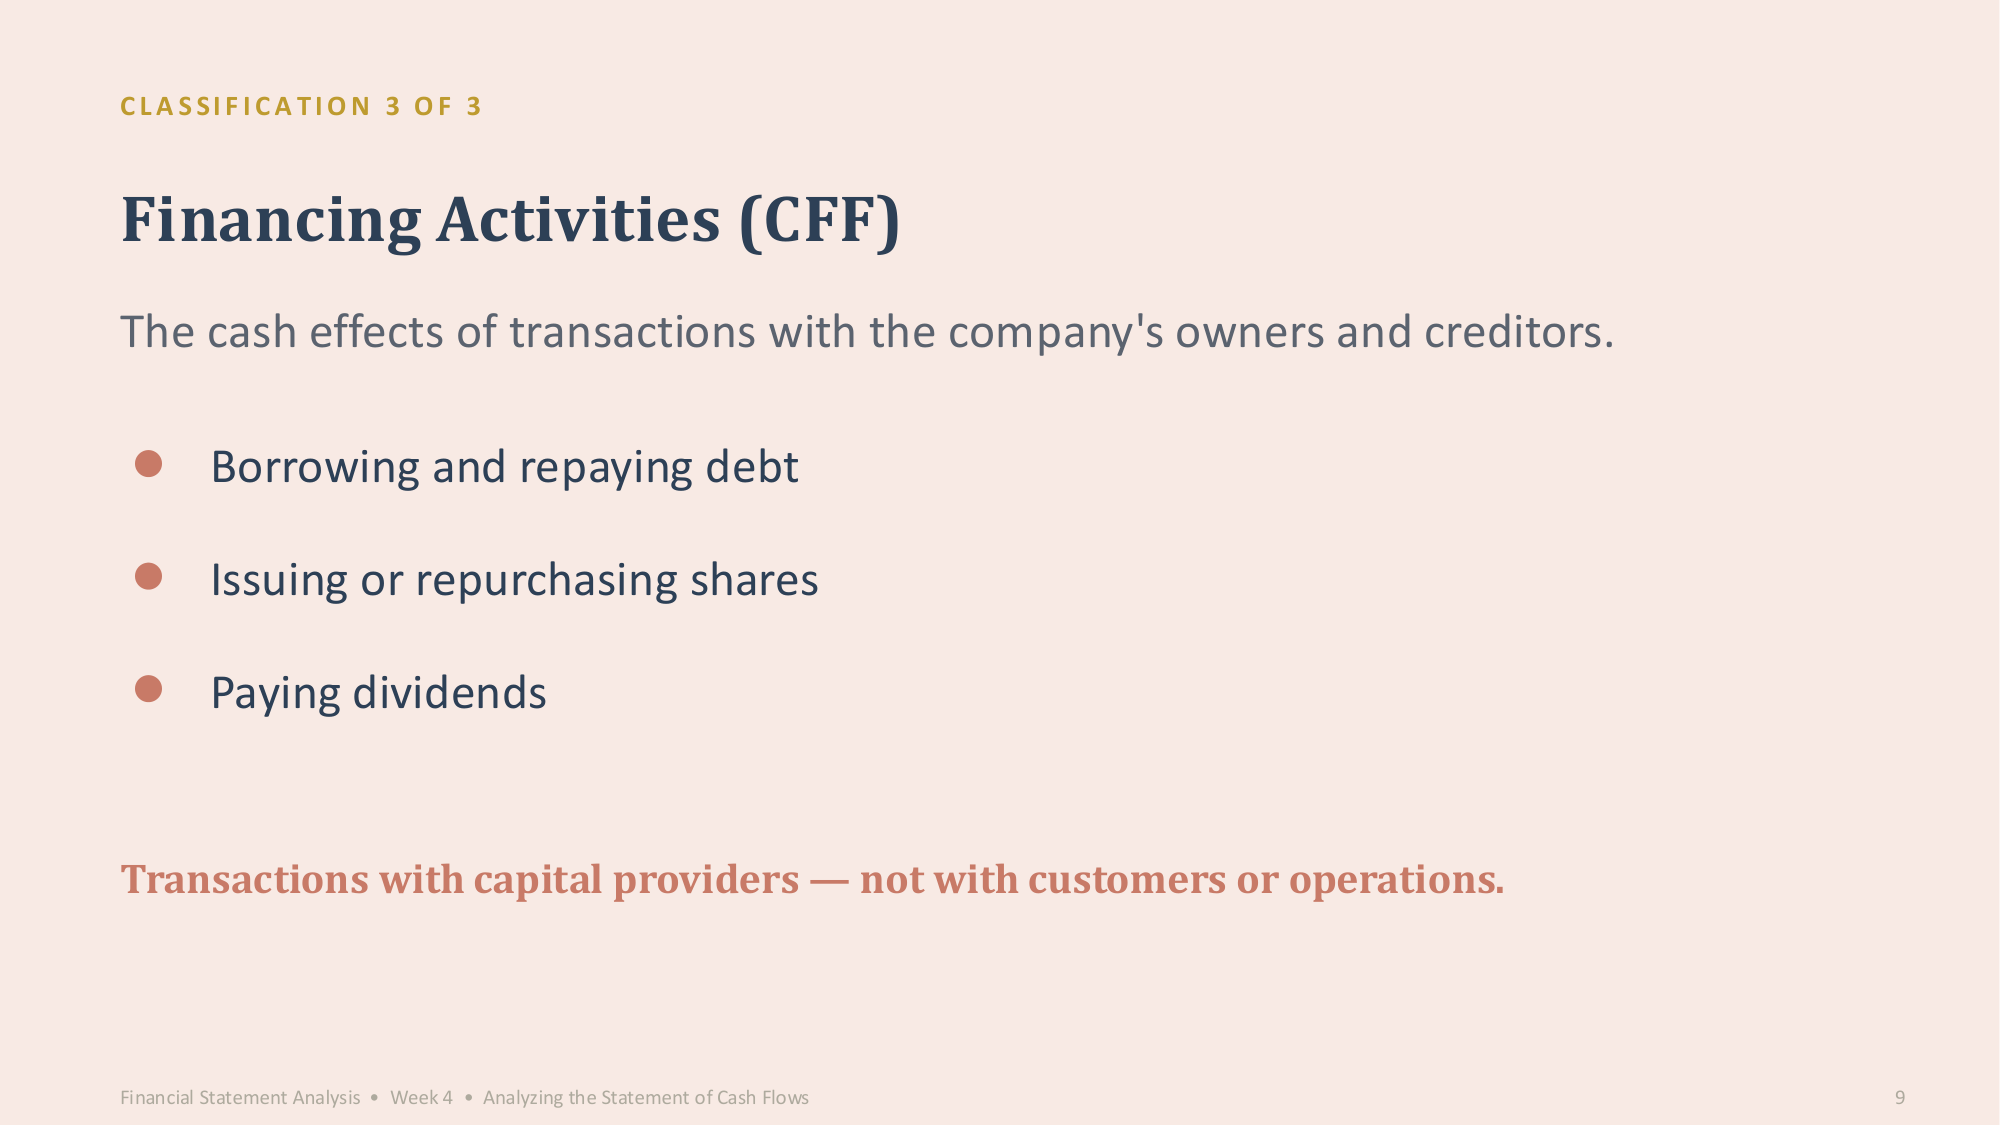 CLASSIFICATION 3 OF 3
Financing Activities (CFF)
The cash effects of transactions with the company's owners and creditors.
● Borrowing and repaying debt
● Issuing or repurchasing shares
● Paying dividends
Transactions with capital providers — not with customers or operations.
Financial Statement Analysis • Week 4 • Analyzing the Statement of Cash Flows
9